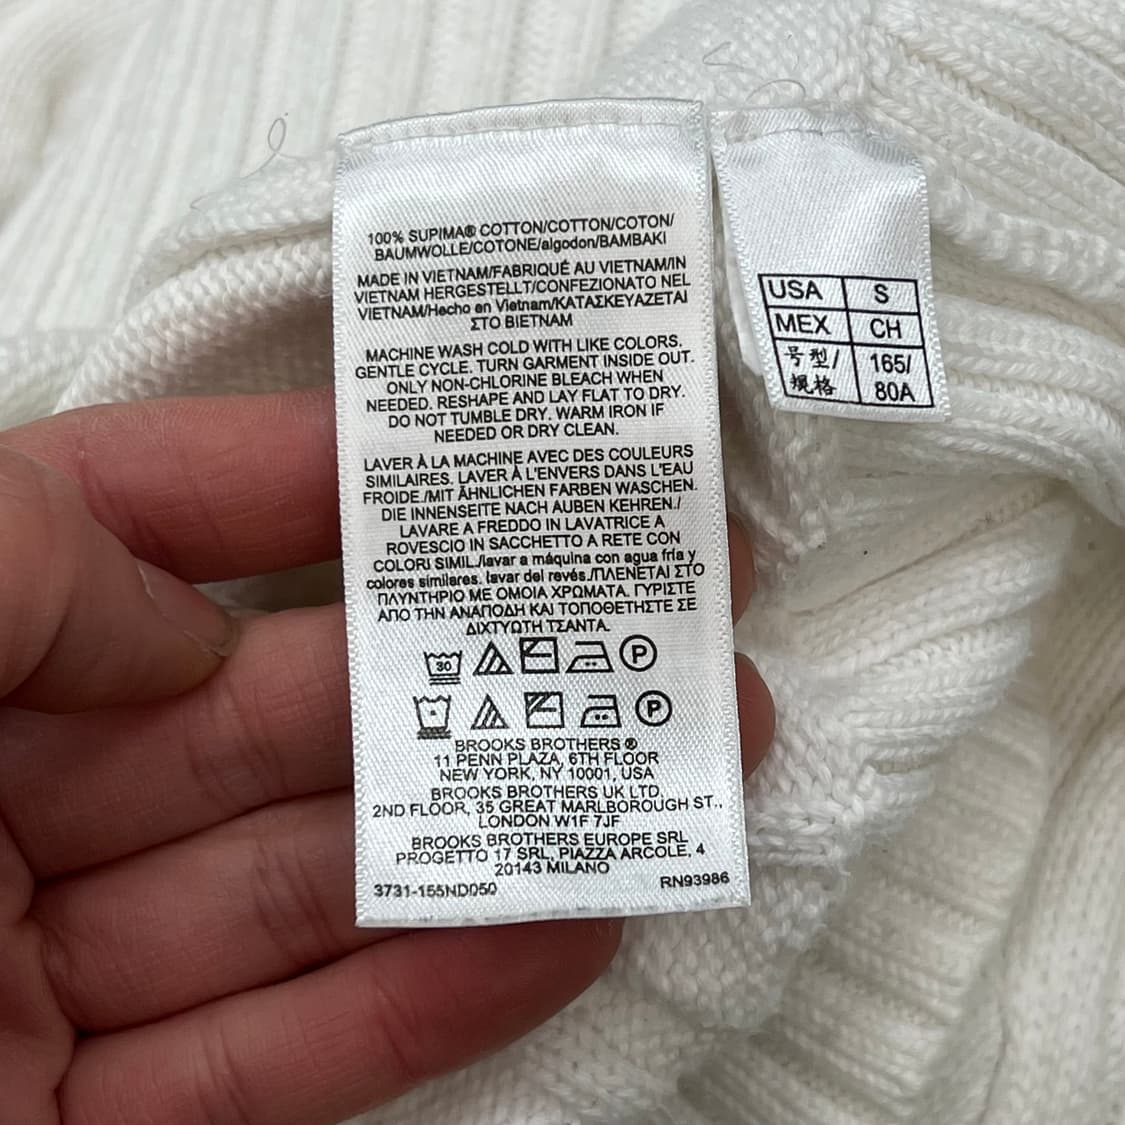 100% SUPIMA® COTTON/COTTON/COTON/
BAUMWOLLE/COTONE/algodon/BAMBAKI
MADE IN VIETNAM/FABRIQUÉ AU VIETNAM/IN
VIETNAM HERGESTELLT/CONFEZIONATO NEL
VIETNAM/Hecho en Vietnam/ΚΑΤΑΣΚΕΥΑΖΕΤΑΙ
ΣΤΟ ΒΙΕΤΝΑΜ
MACHINE WASH COLD WITH LIKE COLORS.
GENTLE CYCLE. TURN GARMENT INSIDE OUT.
ONLY NON-CHLORINE BLEACH WHEN
NEEDED. RESHAPE AND LAY FLAT TO DRY.
DO NOT TUMBLE DRY. WARM IRON IF
NEEDED OR DRY CLEAN.
LAVER À LA MACHINE AVEC DES COULEURS
SIMILAIRES. LAVER À L'ENVERS DANS L'EAU
FROIDE./MIT ÄHNLICHEN FARBEN WASCHEN.
DIE INNENSEITE NACH AUBEN KEHREN./
LAVARE A FREDDO IN LAVATRICE A
ROVESCIO IN SACCHETTO A RETE CON
COLORI SIMIL./lavar a máquina con agua fría y
colores similares. lavar del revés./ΠΛΕΝΕΤΑΙ ΣΤΟ
ΠΛΥΝΤΗΡΙΟ ΜΕ ΟΜΟΙΑ ΧΡΩΜΑΤΑ. ΓΥΡΙΣΤΕ
ΑΠΟ ΤΗΝ ΑΝΑΠΟΔΗ ΚΑΙ ΤΟΠΟΘΕΤΗΣΤΕ ΣΕ
ΔΙΧΤΥΩΤΗ ΤΣΑΝΤΑ.
30 P
P
BROOKS BROTHERS ®
11 PENN PLAZA, 6TH FLOOR
NEW YORK, NY 10001, USA
BROOKS BROTHERS UK LTD.
2ND FLOOR, 35 GREAT MARLBOROUGH ST.,
LONDON W1F 7JF
BROOKS BROTHERS EUROPE SRL
PROGETTO 17 SRL, PIAZZA ARCOLE, 4
20143 MILANO
3731-155ND050 RN93986
USA S
MEX CH
号型/ 165/
规格 80A